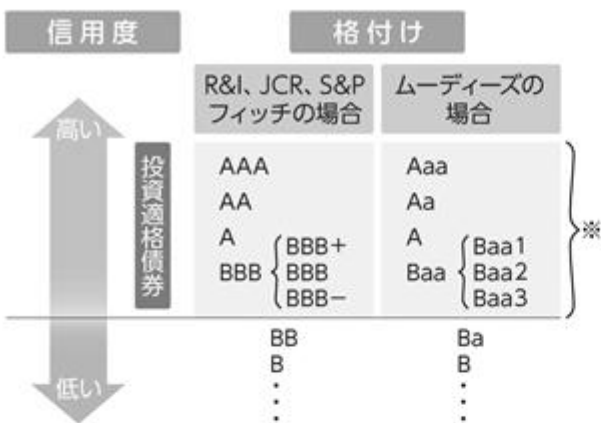 信用度
格付け
R&I、JCR、S&P
フィッチの場合
ムーディーズの
場合
高い
投資適格債券
AAA
Aaa
AA
Aa
A
A
BBB
BBB+
BBB
BBB−
Baa
Baa1
Baa2
Baa3
※
BB
Ba
B
B
低い